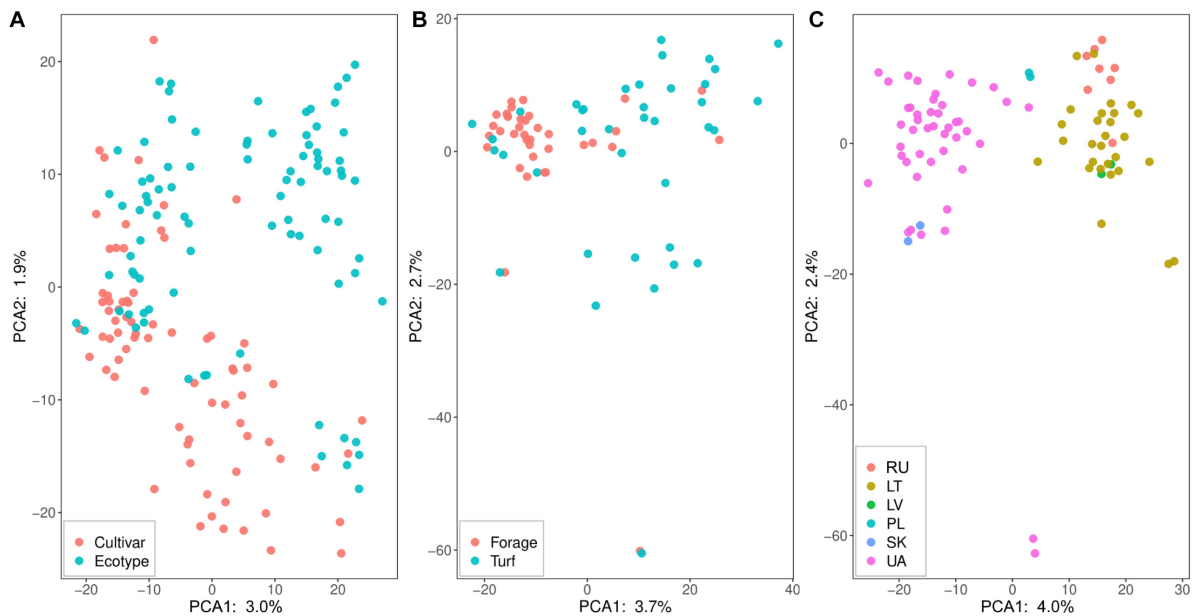 A
20
10
0
−10
−20
−20
−10
0
10
20
PCA2: 1.9%
PCA1: 3.0%
Cultivar
Ecotype
B
20
0
−20
−40
−60
−20
0
20
40
PCA2: 2.7%
PCA1: 3.7%
Forage
Turf
C
0
−20
−40
−60
−20
−10
0
10
20
30
PCA2: 2.4%
PCA1: 4.0%
RU
LT
LV
PL
SK
UA